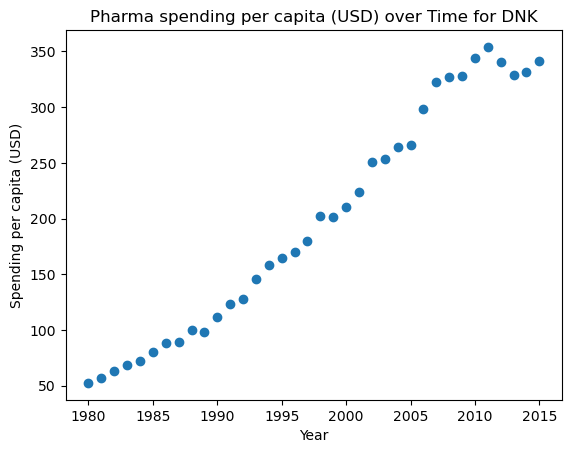 Pharma spending per capita (USD) over Time for DNK
Spending per capita (USD)
350
300
250
200
150
100
50
1980 1985 1990 1995 2000 2005 2010 2015
Year